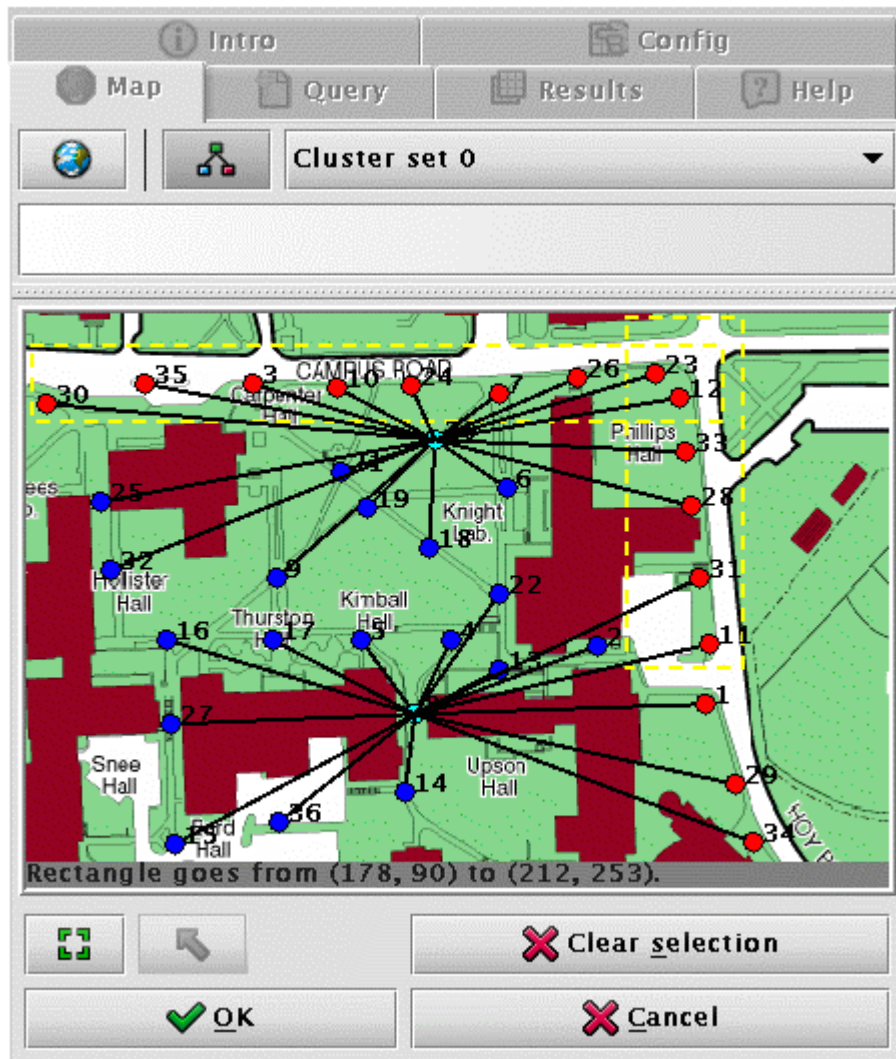 Intro Config
Map Query Results Help
Cluster set 0
35 3 CAMPUS ROAD 26 23
30 10 24 7 12
Carpenter
Hall
Phillips
Hall
33
25 6
19 Knight
Lab.
28
18
32 9 31
Hollister
Hall
22
Kimball
Hall
Thurston
16 17 5 4 2 11
1
27
Snee
Hall
Upson
Hall
14 29
36
Hall
34
HOY
Rectangle goes from (178, 90) to (212, 253).
Clear selection
OK Cancel